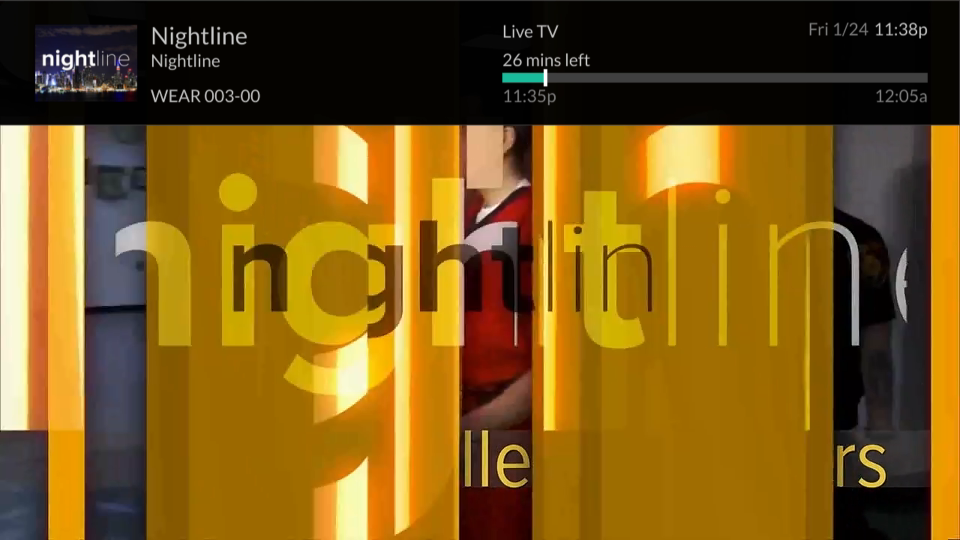 nightline
Nightline
Nightline
WEAR 003-00
Live TV
26 mins left
11:35p
12:05a
Fri 1/24 11:38p
nightline
nightlin
lle
rs